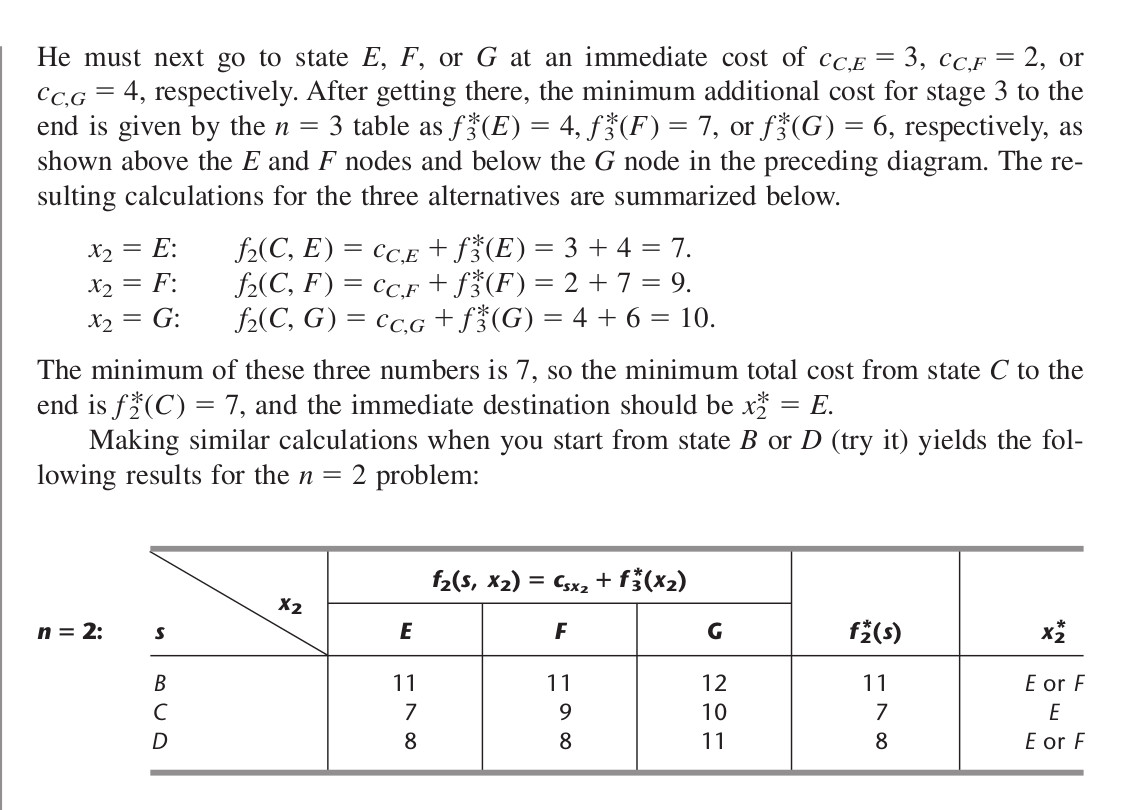 He must next go to state E, F, or G at an immediate cost of c_{C,E} = 3, c_{C,F} = 2, or
c_{C,G} = 4, respectively. After getting there, the minimum additional cost for stage 3 to the
end is given by the n = 3 table as f_3^*(E) = 4, f_3^*(F) = 7, or f_3^*(G) = 6, respectively, as
shown above the E and F nodes and below the G node in the preceding diagram. The re-
sulting calculations for the three alternatives are summarized below.
x_2 = E: f_2(C, E) = c_{C,E} + f_3^*(E) = 3 + 4 = 7.
x_2 = F: f_2(C, F) = c_{C,F} + f_3^*(F) = 2 + 7 = 9.
x_2 = G: f_2(C, G) = c_{C,G} + f_3^*(G) = 4 + 6 = 10.
The minimum of these three numbers is 7, so the minimum total cost from state C to the
end is f_2^*(C) = 7, and the immediate destination should be x_2^* = E.
Making similar calculations when you start from state B or D (try it) yields the fol-
lowing results for the n = 2 problem:
f_2(s, x_2) = c_{sx_2} + f_3^*(x_2)
x_2
n = 2: s E F G f_2^*(s) x_2^*
B 11 11 12 11 E or F
C 7 9 10 7 E
D 8 8 11 8 E or F